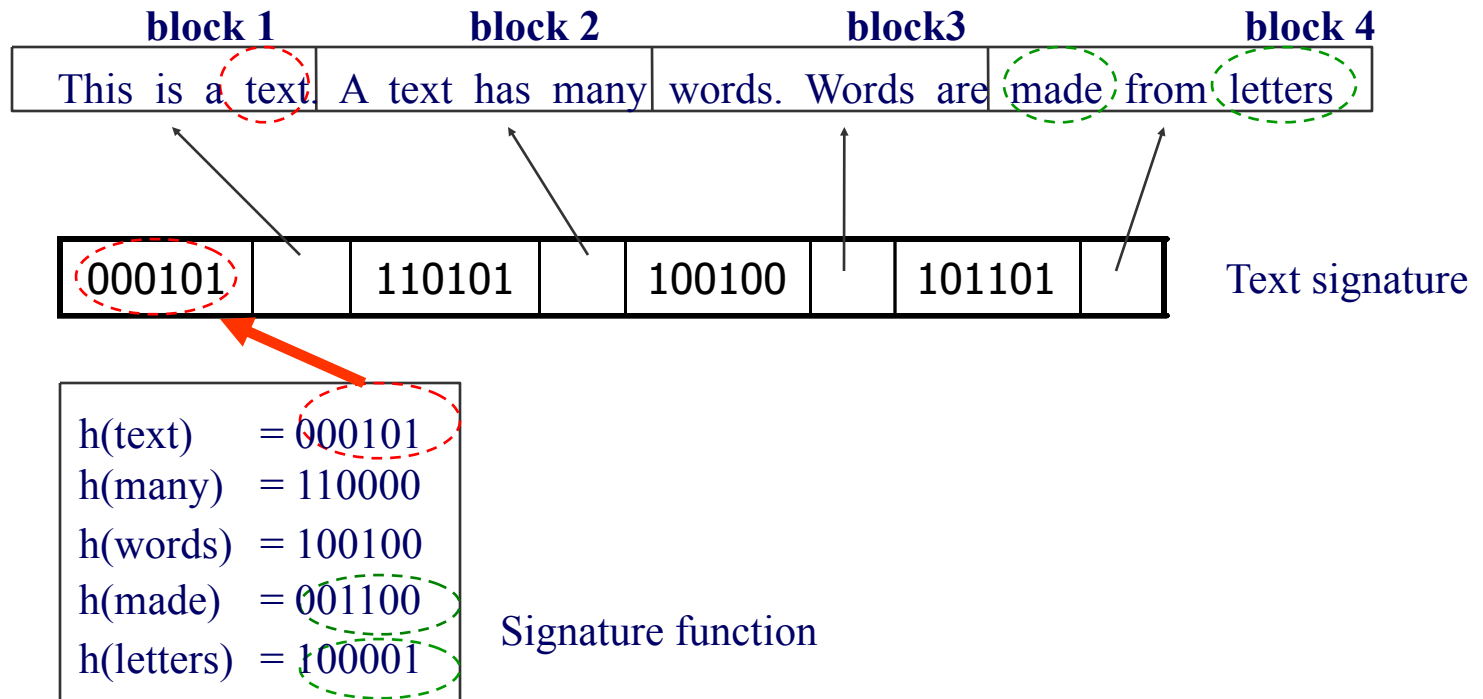 block 1 block 2 block3 block 4
This is a text. A text has many words. Words are made from letters
000101 110101 100100 101101 Text signature
h(text) = 000101
h(many) = 110000
h(words) = 100100
h(made) = 001100
Signature function
h(letters) = 100001